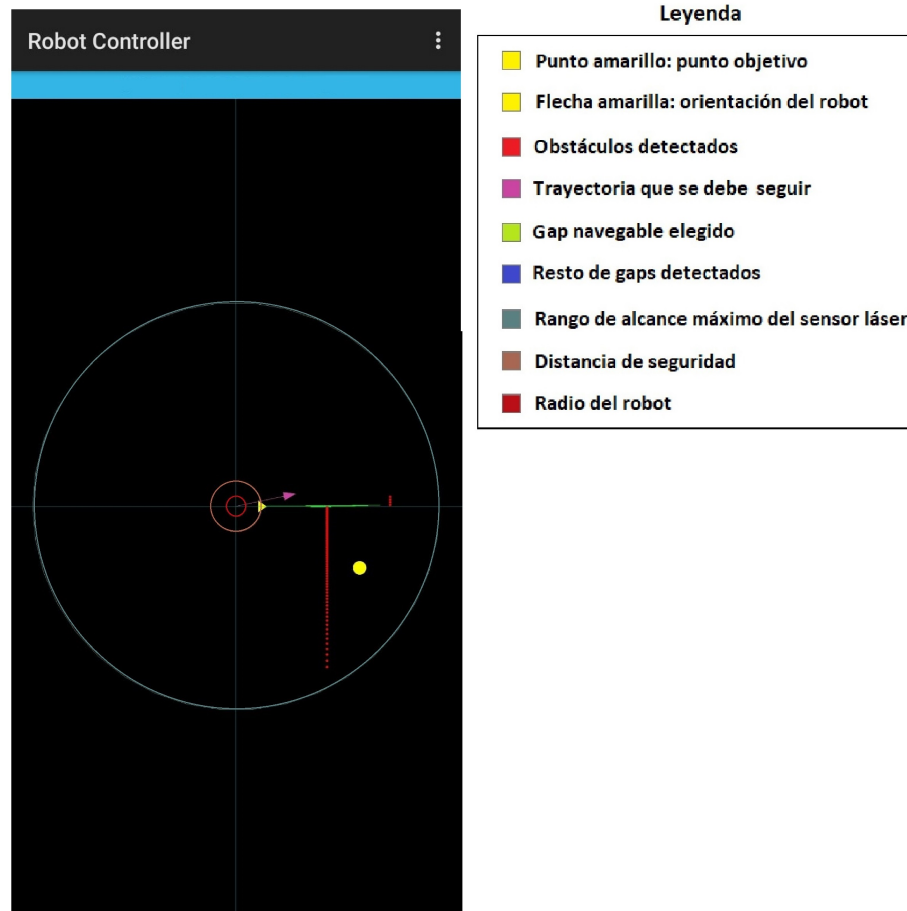 Robot Controller
Leyenda
Punto amarillo: punto objetivo
Flecha amarilla: orientación del robot
Obstáculos detectados
Trayectoria que se debe seguir
Gap navegable elegido
Resto de gaps detectados
Rango de alcance máximo del sensor láser
Distancia de seguridad
Radio del robot